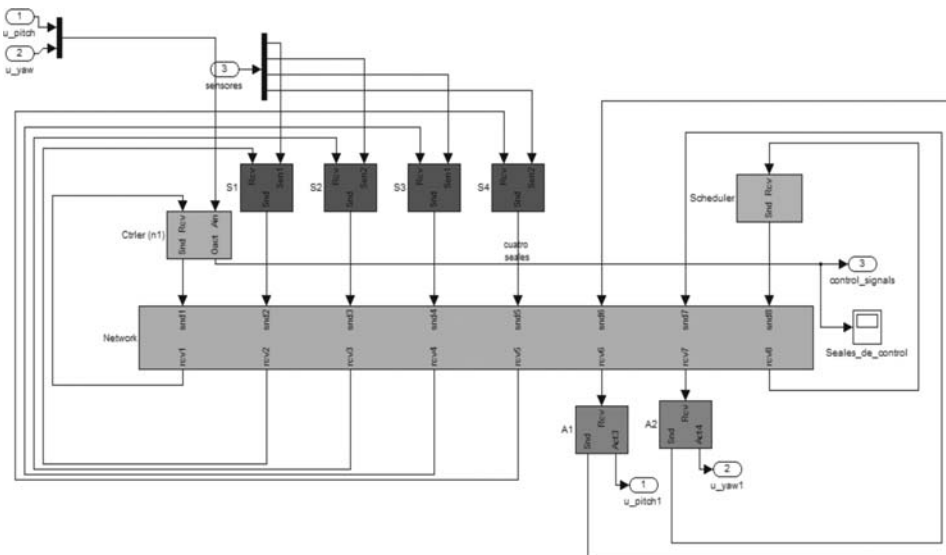 1
u_pitch
2
u_yaw
3
sensores
S1
Rcv
Sen1
Snd
S2
Rcv
Sen2
Snd
S3
Rcv
Sen1
Snd
S4
Rcv
Sen2
Snd
Scheduler
Rcv
Snd
Ctrler (n1)
Rcv
Ain
Snd
Oact
cuatro
seales
3
control_signals
Seales_de_control
Network
snd1
snd2
snd3
snd4
snd5
snd6
snd7
snd8
rcv1
rcv2
rcv3
rcv4
rcv5
rcv6
rcv7
rcv8
A1
Rcv
Snd
Act3
A2
Rcv
Snd
Act4
1
u_pitch1
2
u_yaw1